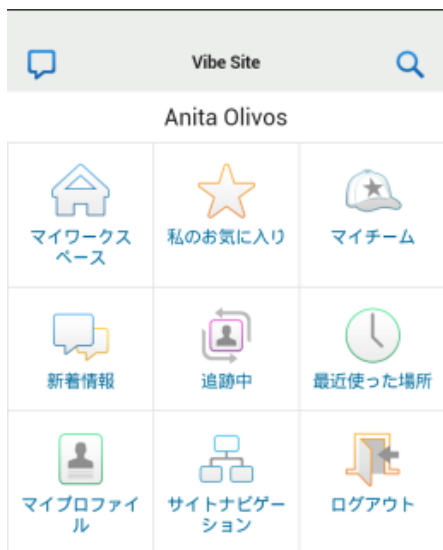 Vibe Site
Anita Olivos
マイワークス
ペース
私のお気に入り
マイチーム
新着情報
追跡中
最近使った場所
マイプロファイ
ル
サイトナビゲー
ション
ログアウト